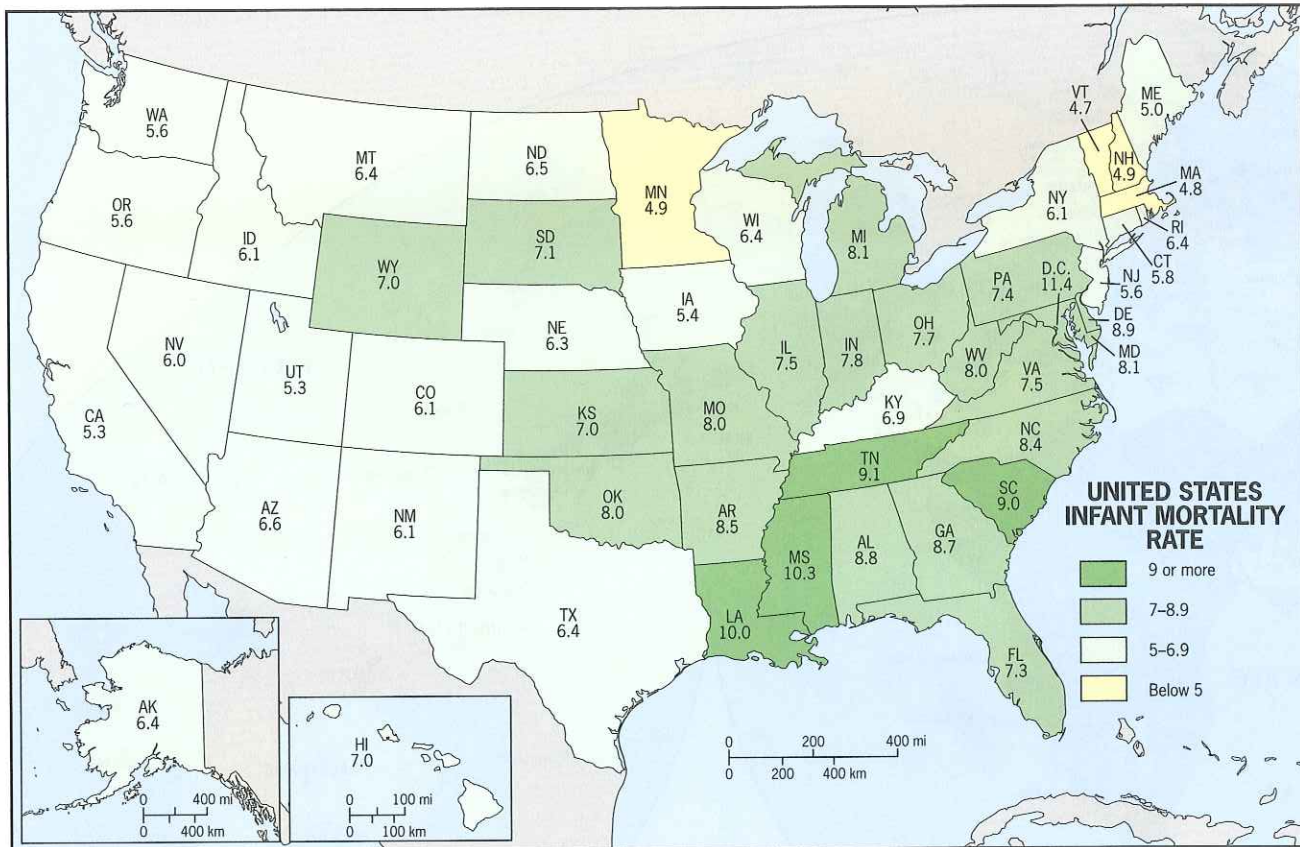 WA
5.6
OR
5.6
MT
6.4
ID
6.1
WY
7.0
ND
6.5
SD
7.1
MN
4.9
WI
6.4
MI
8.1
VT
4.7
NH
4.9
ME
5.0
MA
4.8
RI
6.4
CT
5.8
NY
6.1
NJ
5.6
PA
7.4
D.C.
11.4
DE
8.9
MD
8.1
NV
6.0
UT
5.3
CA
5.3
CO
6.1
NE
6.3
IA
5.4
IL
7.5
IN
7.8
OH
7.7
WV
8.0
VA
7.5
KS
7.0
MO
8.0
KY
6.9
NC
8.4
TN
9.1
SC
9.0
AZ
6.6
NM
6.1
OK
8.0
AR
8.5
MS
10.3
AL
8.8
GA
8.7
TX
6.4
LA
10.0
FL
7.3
AK
6.4
HI
7.0
UNITED STATES
INFANT MORTALITY
RATE
9 or more
7–8.9
5–6.9
Below 5
0 200 400 mi
0 200 400 km
0 400 mi
0 400 km
0 100 mi
0 100 km